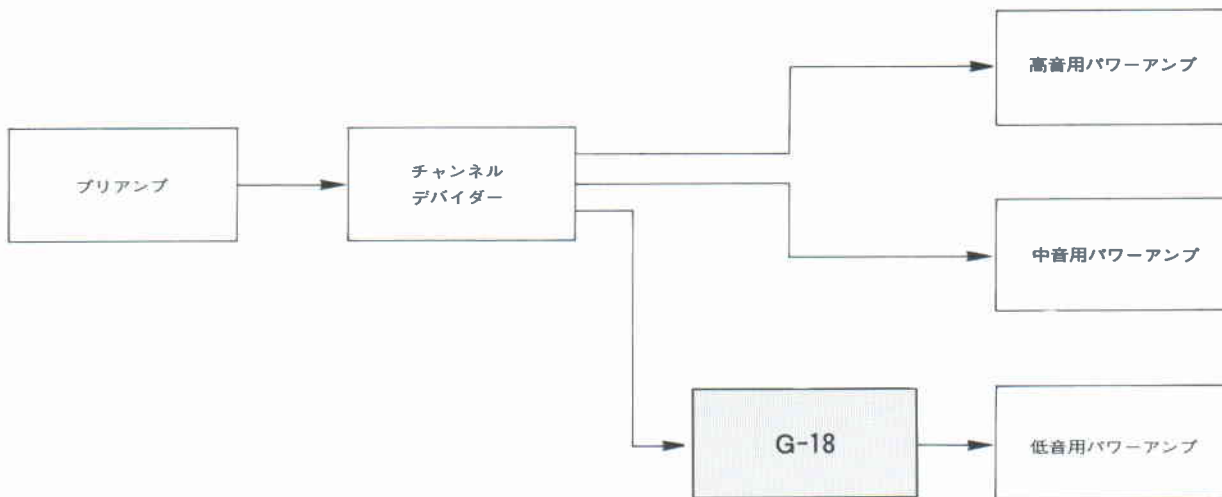 高音用パワーアンプ
プリアンプ
チャンネル
デバイダー
中音用パワーアンプ
G-18
低音用パワーアンプ